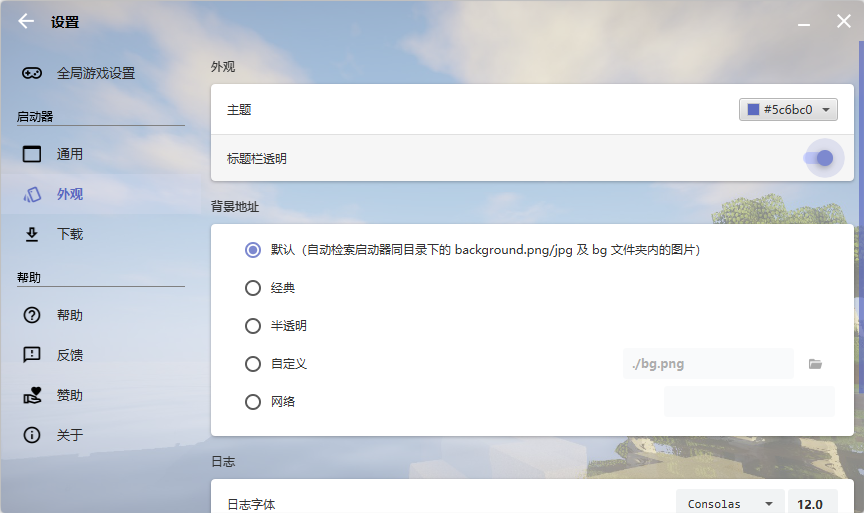 设置
全局游戏设置
启动器
通用
外观
下载
帮助
帮助
反馈
赞助
关于
外观
主题
#5c6bc0
标题栏透明
背景地址
默认（自动检索启动器同目录下的 background.png/jpg 及 bg 文件夹内的图片）
经典
半透明
自定义
./bg.png
网络
日志
日志字体
Consolas
12.0